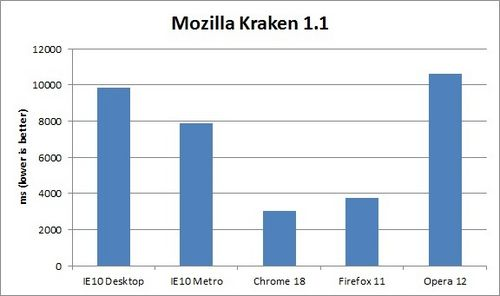 Mozilla Kraken 1.1
ms (lower is better)
12000
10000
8000
6000
4000
2000
0
IE10 Desktop
IE10 Metro
Chrome 18
Firefox 11
Opera 12